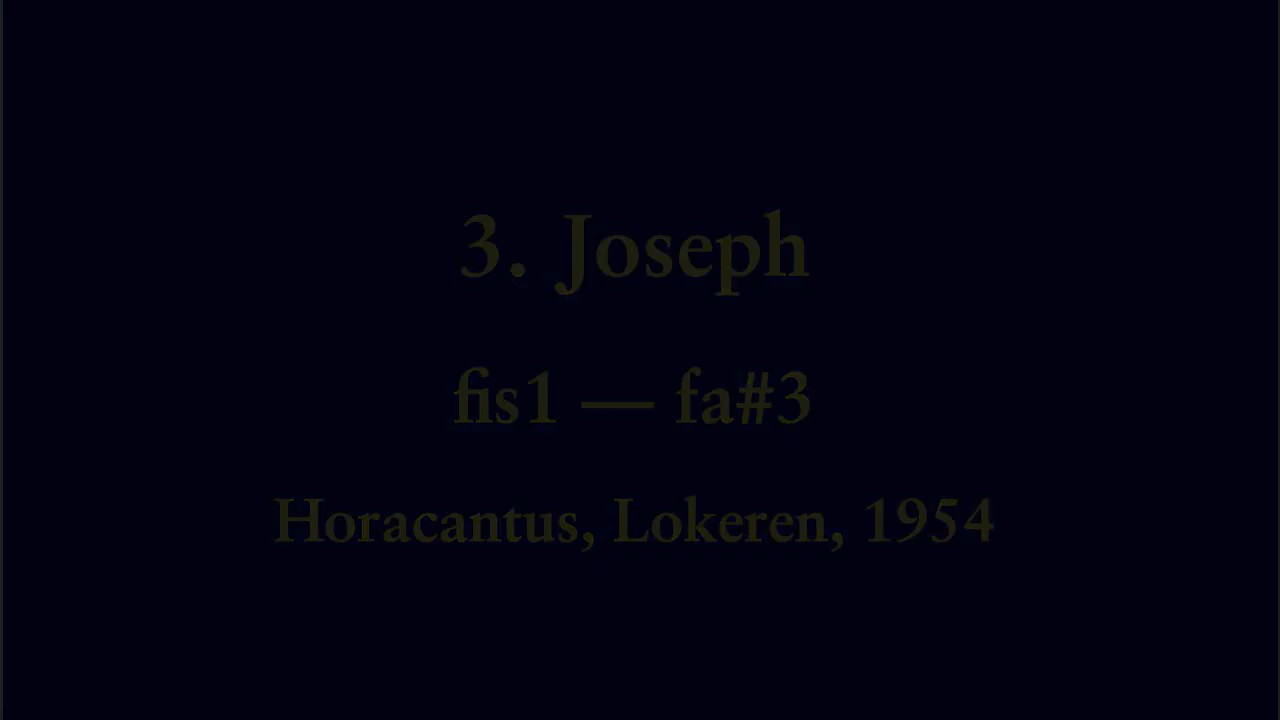 3. Joseph
fis1 — fa#3
Horacantus, Lokeren, 1954